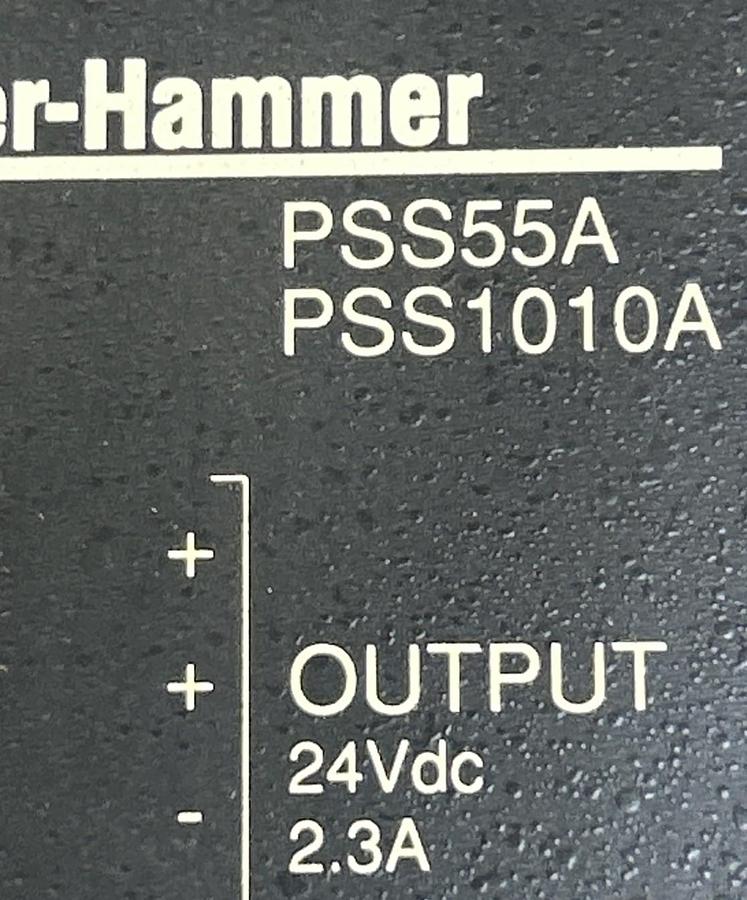 er-Hammer
PSS55A
PSS1010A
+
+
OUTPUT
24Vdc
-
2.3A